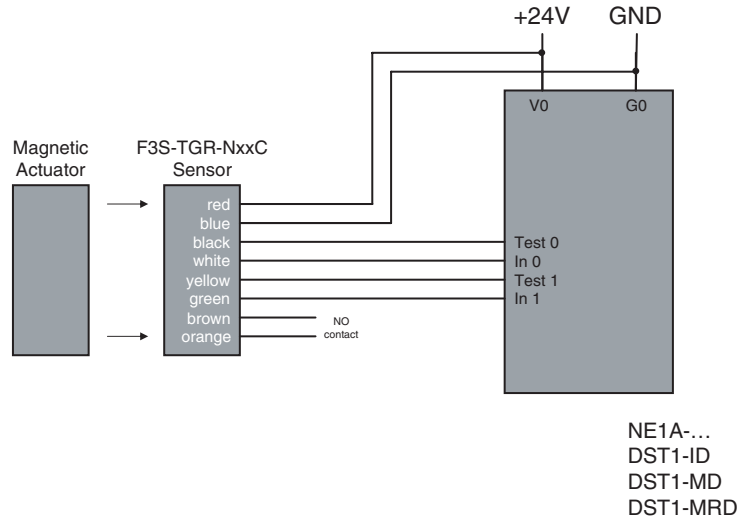 +24V GND
V0 G0
Magnetic
Actuator
F3S-TGR-NxxC
Sensor
red
blue
black
white
yellow
green
brown
orange
NO
contact
Test 0
In 0
Test 1
In 1
NE1A-...
DST1-ID
DST1-MD
DST1-MRD